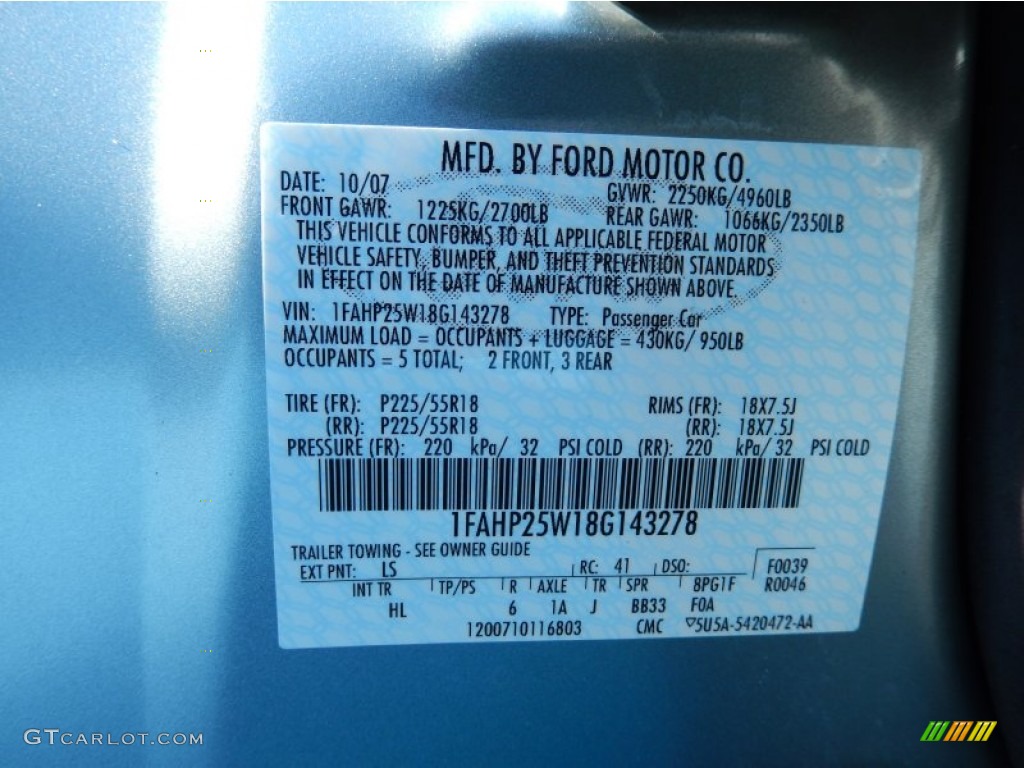 MFD. BY FORD MOTOR CO.
DATE: 10/07 GVWR: 2250KG/4960LB
FRONT GAWR: 1225KG/2700LB REAR GAWR: 1066KG/2350LB
THIS VEHICLE CONFORMS TO ALL APPLICABLE FEDERAL MOTOR
VEHICLE SAFETY, BUMPER, AND THEFT PREVENTION STANDARDS
IN EFFECT ON THE DATE OF MANUFACTURE SHOWN ABOVE.
VIN: 1FAHP25W18G143278 TYPE: Passenger Car
MAXIMUM LOAD = OCCUPANTS + LUGGAGE = 430KG/ 950LB
OCCUPANTS = 5 TOTAL; 2 FRONT, 3 REAR
TIRE (FR): P225/55R18 RIMS (FR): 18X7.5J
(RR): P225/55R18 (RR): 18X7.5J
PRESSURE (FR): 220 kPa/ 32 PSI COLD (RR): 220 kPa/ 32 PSI COLD
1FAHP25W18G143278
TRAILER TOWING - SEE OWNER GUIDE
EXT PNT: LS RC: 41 DSO: F0039
INT TR TP/PS R AXLE TR SPR 8PG1F R0046
HL 6 1A J BB33 F0A
1200710116803 CMC ▽5U5A-5420472-AA
GTCARLOT.COM